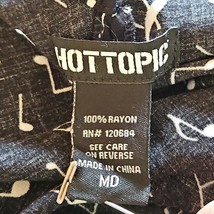 HOTTOPIC
100% RAYON
RN# 120684
SEE CARE
ON REVERSE
MADE IN CHINA
MD